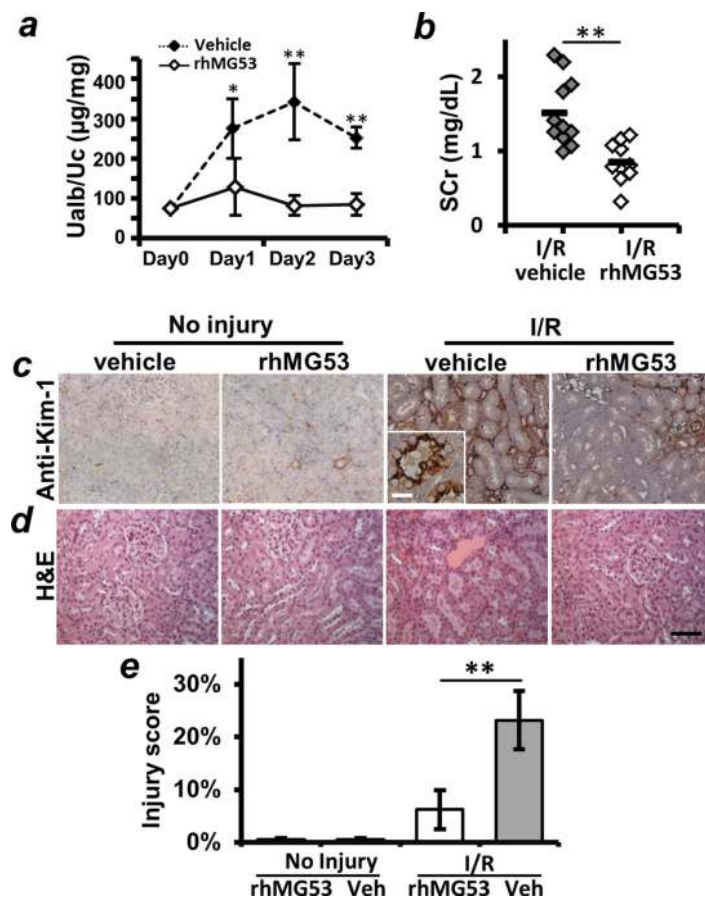 a
Vehicle
rhMG53
Ualb/Uc (µg/mg)
400
300
200
100
0
*
**
**
Day0 Day1 Day2 Day3
b
**
SCr (mg/dL)
2
1
0
I/R I/R
vehicle rhMG53
No injury I/R
c vehicle rhMG53 vehicle rhMG53
Anti-Kim-1
d
H&E
e
**
Injury score
30%
20%
10%
0%
No Injury I/R
rhMG53 Veh rhMG53 Veh